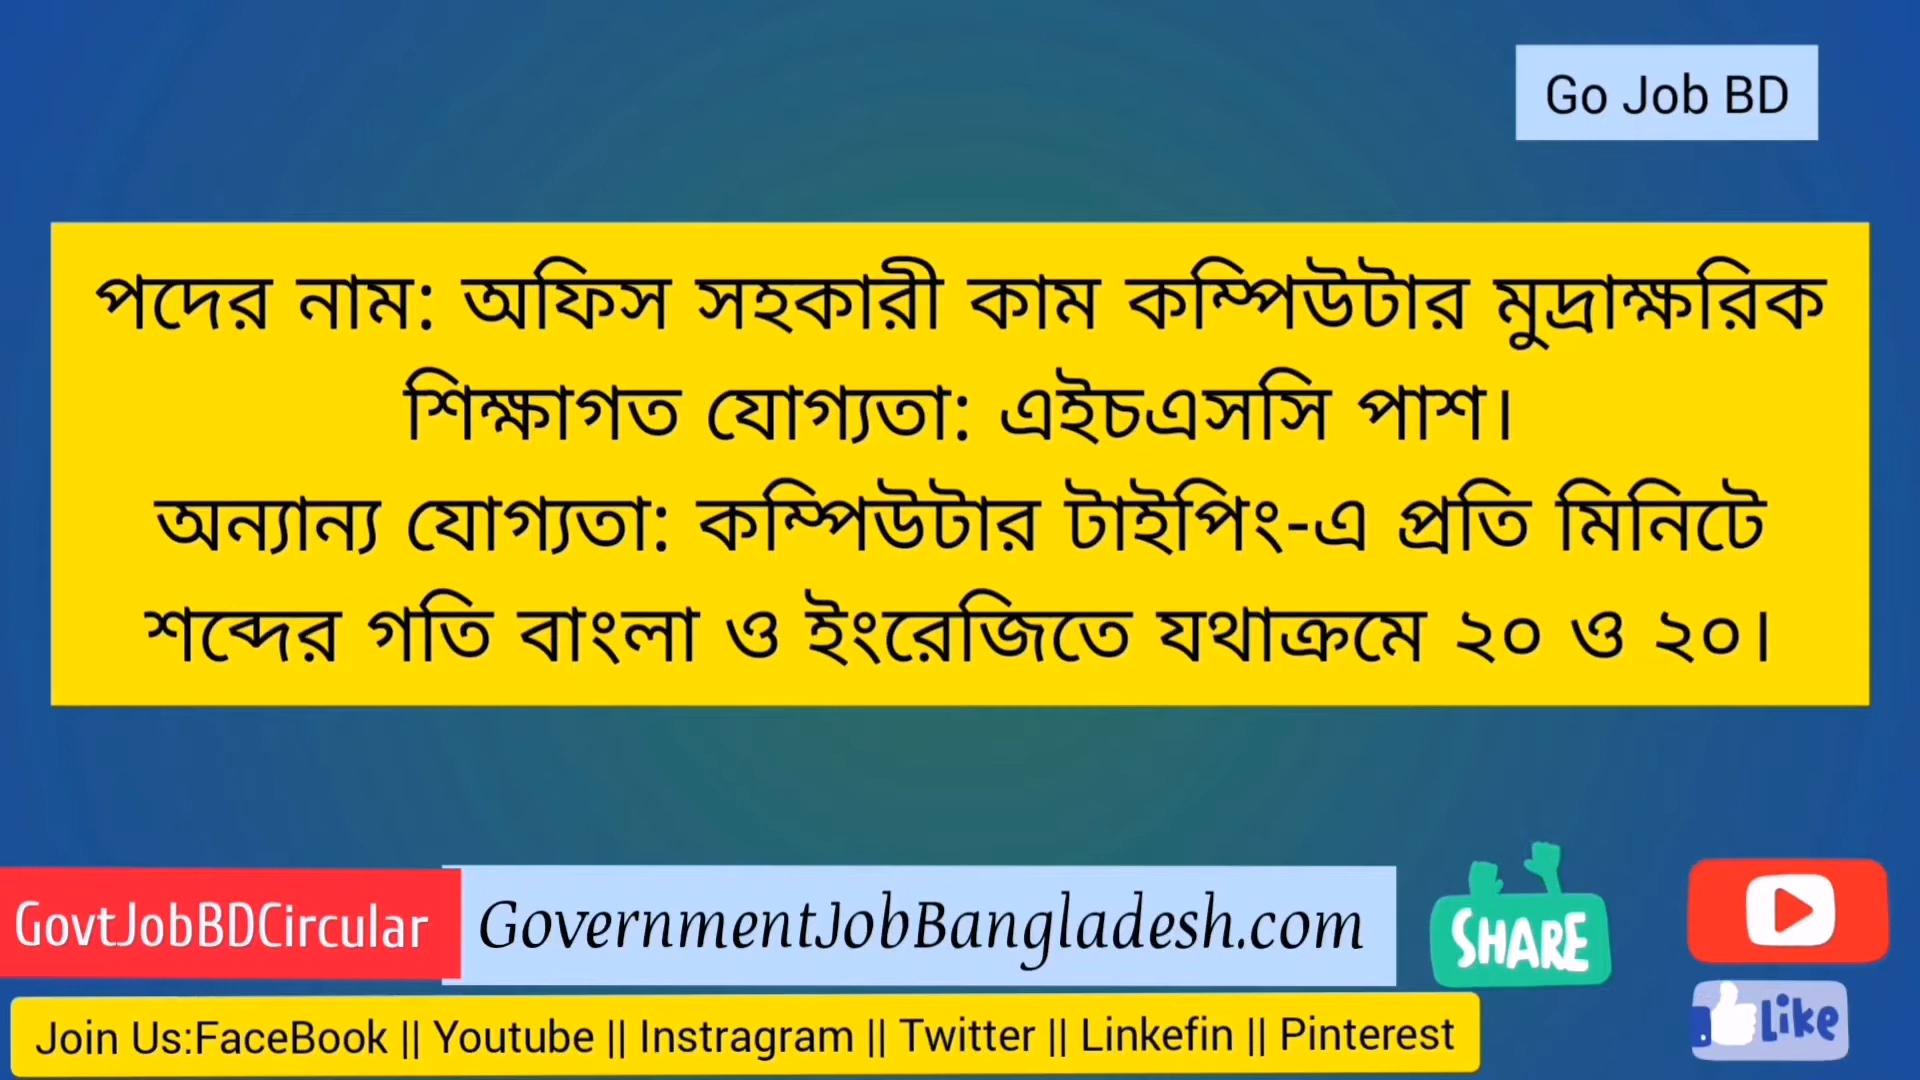 Go Job BD
পদের নাম: অফিস সহকারী কাম কম্পিউটার মুদ্রাক্ষরিক
শিক্ষাগত যোগ্যতা: এইচএসসি পাশ।
অন্যান্য যোগ্যতা: কম্পিউটার টাইপিং-এ প্রতি মিনিটে
শব্দের গতি বাংলা ও ইংরেজিতে যথাক্রমে ২০ ও ২০।
GovtJobBDCircular
GovernmentJobBangladesh.com
SHARE
Like
Join Us:FaceBook || Youtube || Instragram || Twitter || Linkefin || Pinterest